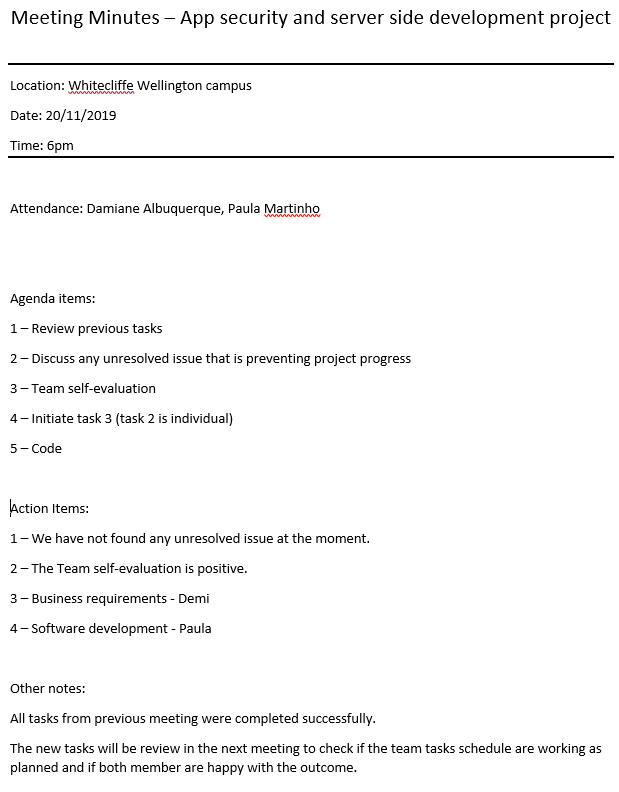 Meeting Minutes – App security and server side development project
Location: Whitecliffe Wellington campus
Date: 20/11/2019
Time: 6pm
Attendance: Damiane Albuquerque, Paula Martinho
Agenda items:
1 – Review previous tasks
2 – Discuss any unresolved issue that is preventing project progress
3 – Team self-evaluation
4 – Initiate task 3 (task 2 is individual)
5 – Code
Action Items:
1 – We have not found any unresolved issue at the moment.
2 – The Team self-evaluation is positive.
3 – Business requirements - Demi
4 – Software development - Paula
Other notes:
All tasks from previous meeting were completed successfully.
The new tasks will be review in the next meeting to check if the team tasks schedule are working as
planned and if both member are happy with the outcome.